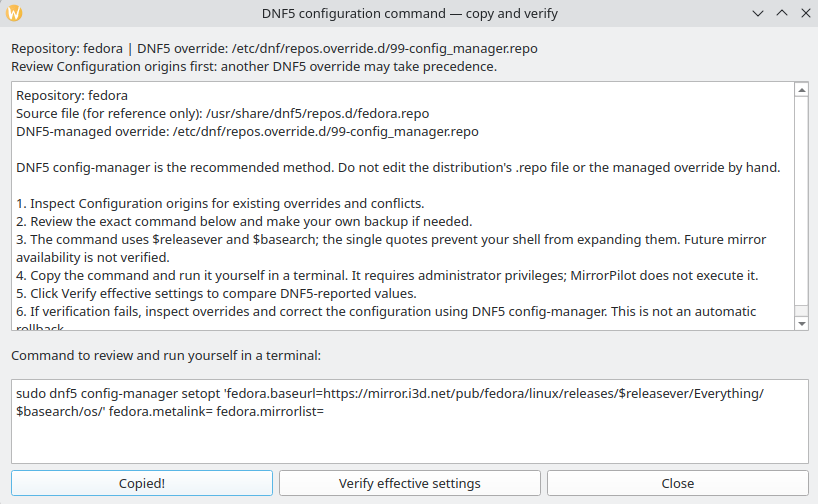 DNF5 configuration command — copy and verify
Repository: fedora | DNF5 override: /etc/dnf/repos.override.d/99-config_manager.repo
Review Configuration origins first: another DNF5 override may take precedence.
Repository: fedora
Source file (for reference only): /usr/share/dnf5/repos.d/fedora.repo
DNF5-managed override: /etc/dnf/repos.override.d/99-config_manager.repo
DNF5 config-manager is the recommended method. Do not edit the distribution's .repo file or the managed override by hand.
1. Inspect Configuration origins for existing overrides and conflicts.
2. Review the exact command below and make your own backup if needed.
3. The command uses $releasever and $basearch; the single quotes prevent your shell from expanding them. Future mirror
availability is not verified.
4. Copy the command and run it yourself in a terminal. It requires administrator privileges; MirrorPilot does not execute it.
5. Click Verify effective settings to compare DNF5-reported values.
6. If verification fails, inspect overrides and correct the configuration using DNF5 config-manager. This is not an automatic
rollback
Command to review and run yourself in a terminal:
sudo dnf5 config-manager setopt 'fedora.baseurl=https://mirror.i3d.net/pub/fedora/linux/releases/$releasever/Everything/
$basearch/os/' fedora.metalink= fedora.mirrorlist=
Copied!
Verify effective settings
Close